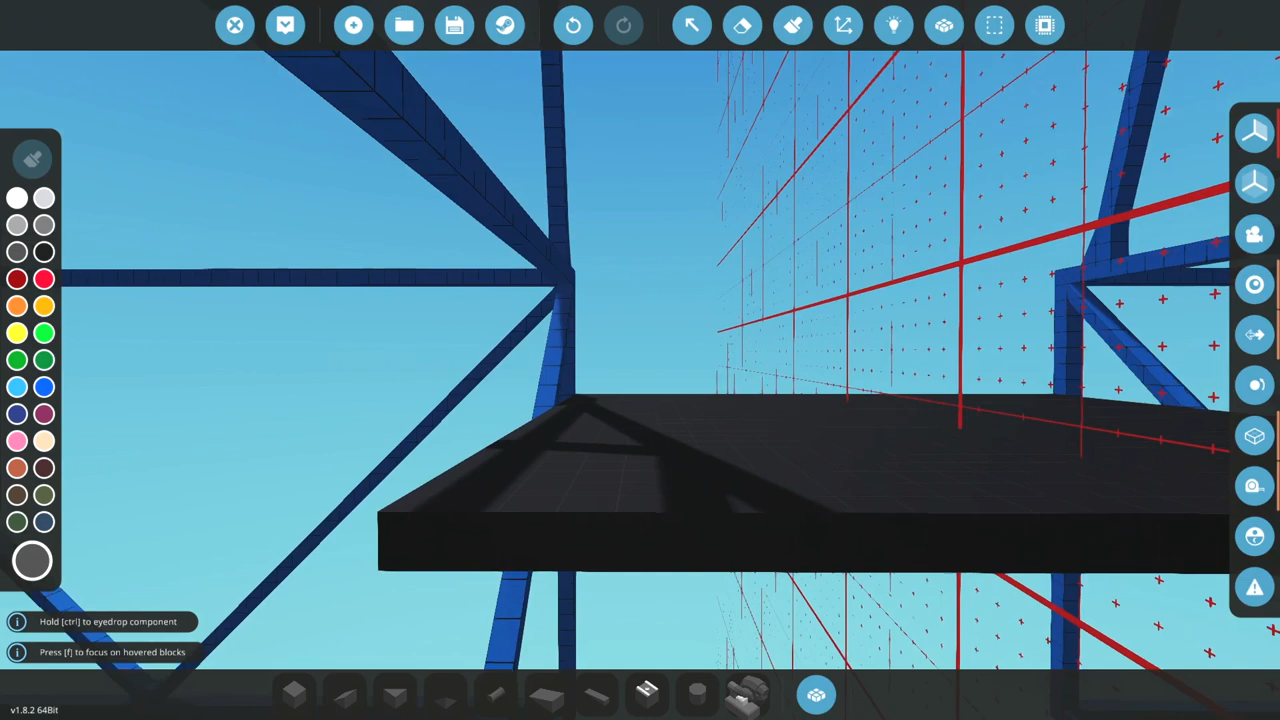 Hold [ctrl] to eyedrop component
Press [f] to focus on hovered blocks
v1.8.2 64Bit